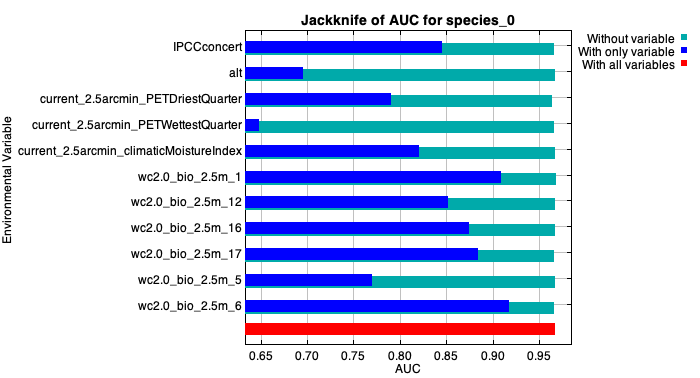 Jackknife of AUC for species_0
Without variable
With only variable
With all variables
Environmental Variable
IPCCconcert
alt
current_2.5arcmin_PETDriestQuarter
current_2.5arcmin_PETWettestQuarter
current_2.5arcmin_climaticMoistureIndex
wc2.0_bio_2.5m_1
wc2.0_bio_2.5m_12
wc2.0_bio_2.5m_16
wc2.0_bio_2.5m_17
wc2.0_bio_2.5m_5
wc2.0_bio_2.5m_6
0.65 0.70 0.75 0.80 0.85 0.90 0.95
AUC